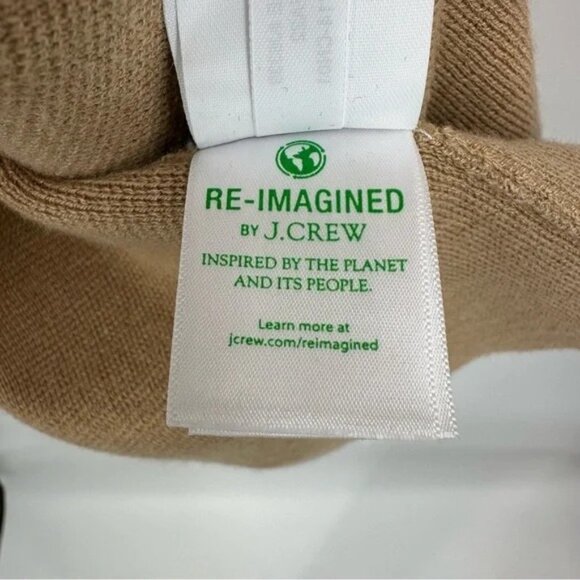 RE-IMAGINED
BY J.CREW
INSPIRED BY THE PLANET
AND ITS PEOPLE.
Learn more at
jcrew.com/reimagined